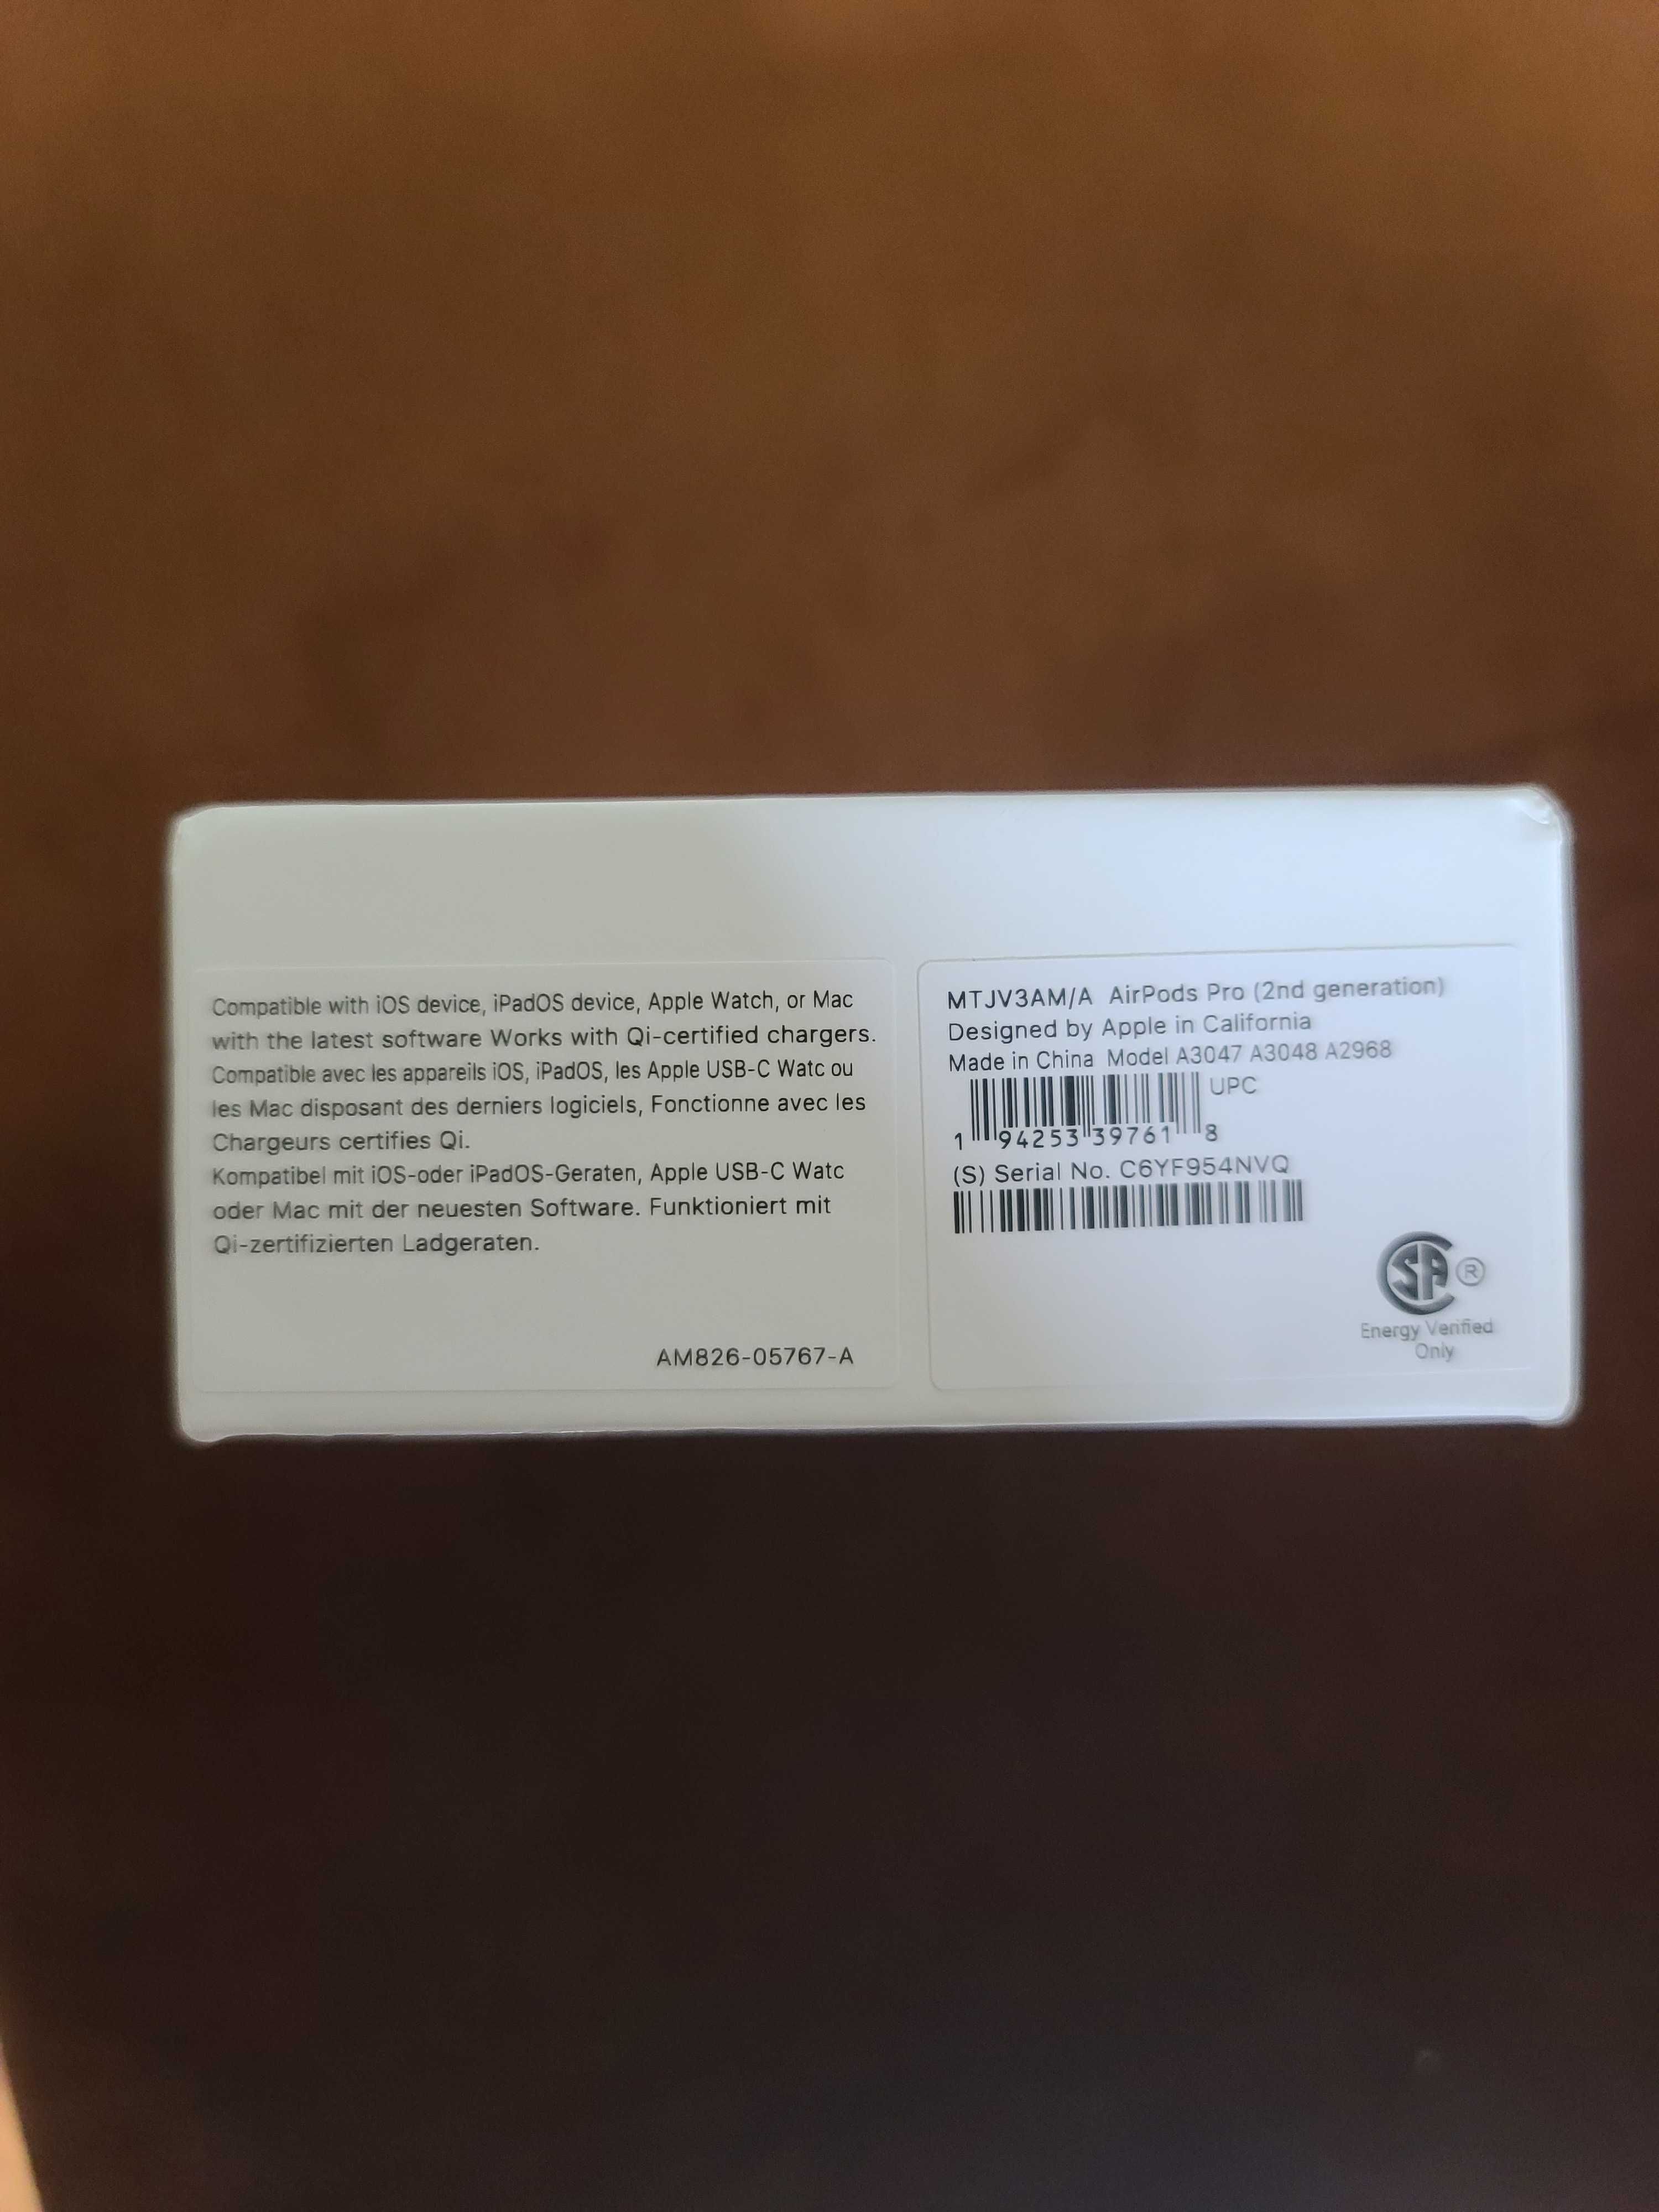 Compatible with iOS device, iPadOS device, Apple Watch, or Mac
with the latest software Works with Qi-certified chargers.
Compatible avec les appareils iOS, iPadOS, les Apple USB-C Watc ou
les Mac disposant des derniers logiciels, Fonctionne avec les
Chargeurs certifies Qi.
Kompatibel mit iOS-oder iPadOS-Geraten, Apple USB-C Watc
oder Mac mit der neuesten Software. Funktioniert mit
Qi-zertifizierten Ladgeraten.
AM826-05767-A
MTJV3AM/A AirPods Pro (2nd generation)
Designed by Apple in California
Made in China Model A3047 A3048 A2968
UPC
1 94253 39761 8
(S) Serial No. C6YF954NVQ
SA ®
Energy Verified
Only